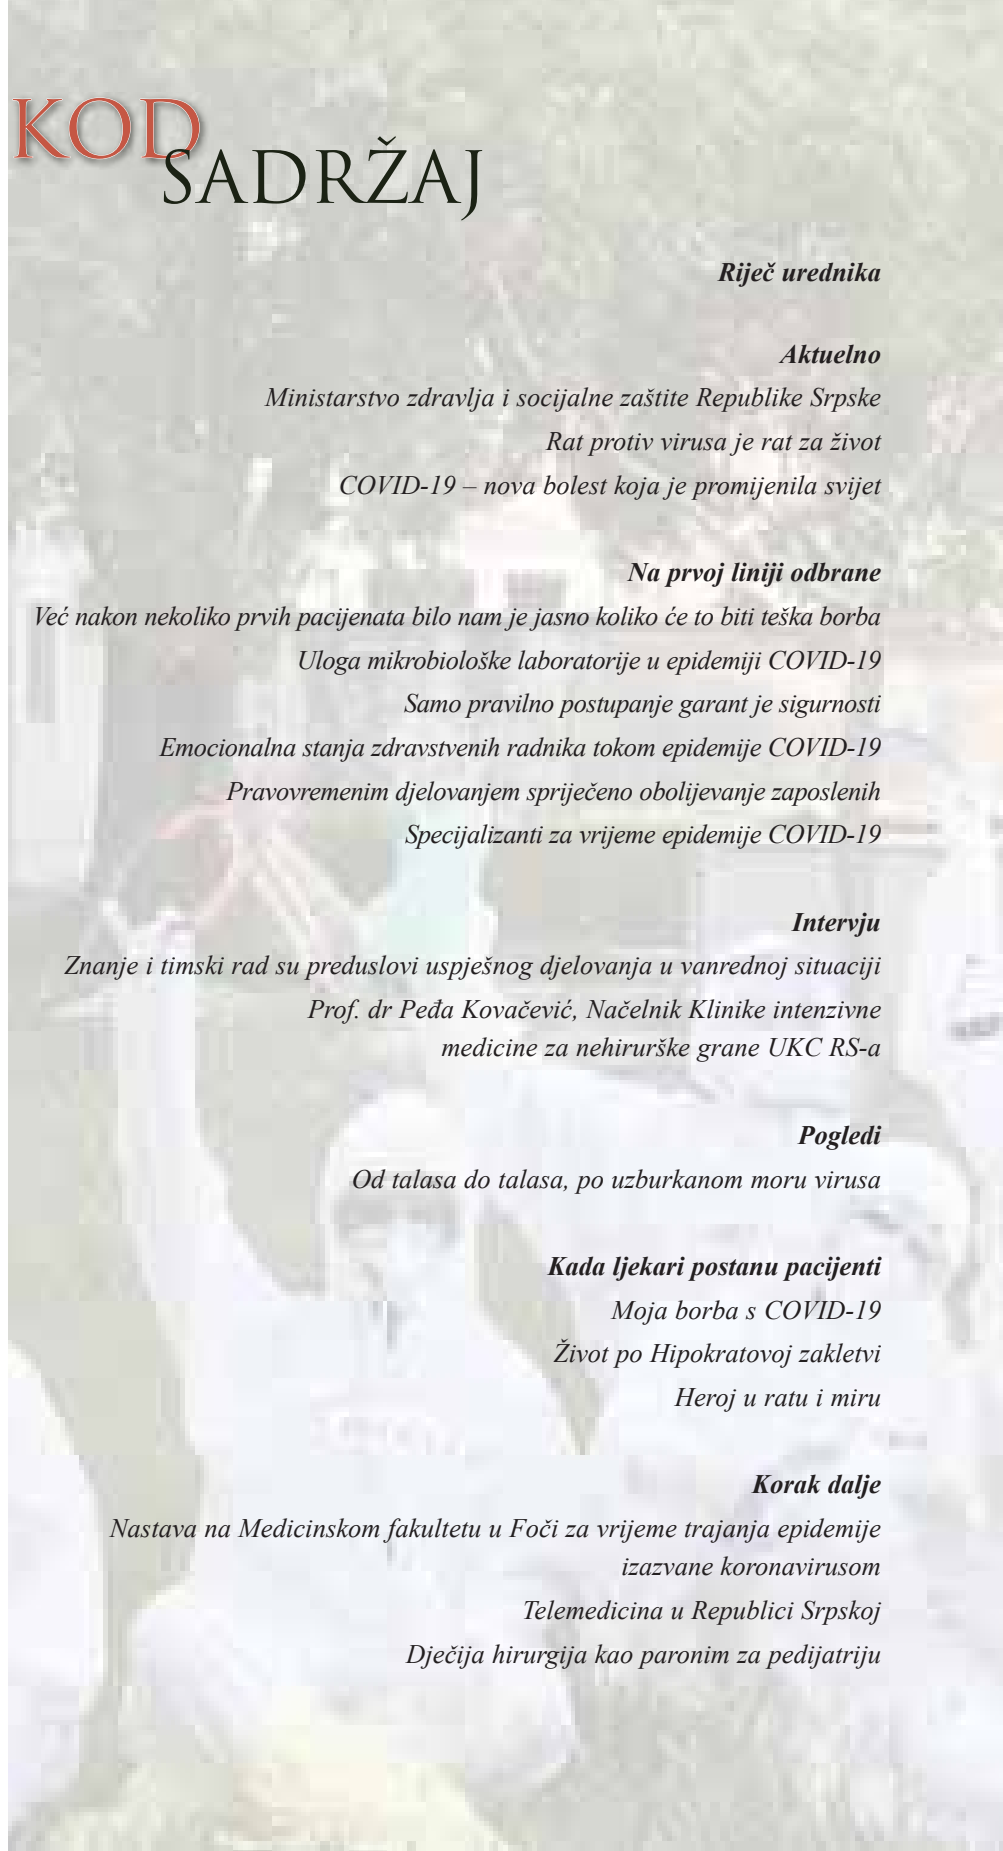 KOD
SADRŽAJ
Riječ urednika
Aktuelno
Ministarstvo zdravlja i socijalne zaštite Republike Srpske
Rat protiv virusa je rat za život
COVID-19 – nova bolest koja je promijenila svijet
Na prvoj liniji odbrane
Već nakon nekoliko prvih pacijenata bilo nam je jasno koliko će to biti teška borba
Uloga mikrobiološke laboratorije u epidemiji COVID-19
Samo pravilno postupanje garant je sigurnosti
Emocionalna stanja zdravstvenih radnika tokom epidemije COVID-19
Pravovremenim djelovanjem spriječeno obolijevanje zaposlenih
Specijalizanti za vrijeme epidemije COVID-19
Intervju
Znanje i timski rad su preduslovi uspješnog djelovanja u vanrednoj situaciji
Prof. dr Peđa Kovačević, Načelnik Klinike intenzivne
medicine za nehirurške grane UKC RS-a
Pogledi
Od talasa do talasa, po uzburkanom moru virusa
Kada ljekari postanu pacijenti
Moja borba s COVID-19
Život po Hipokratovoj zakletvi
Heroj u ratu i miru
Korak dalje
Nastava na Medicinskom fakultetu u Foči za vrijeme trajanja epidemije
izazvane koronavirusom
Telemedicina u Republici Srpskoj
Dječija hirurgija kao paronim za pedijatriju